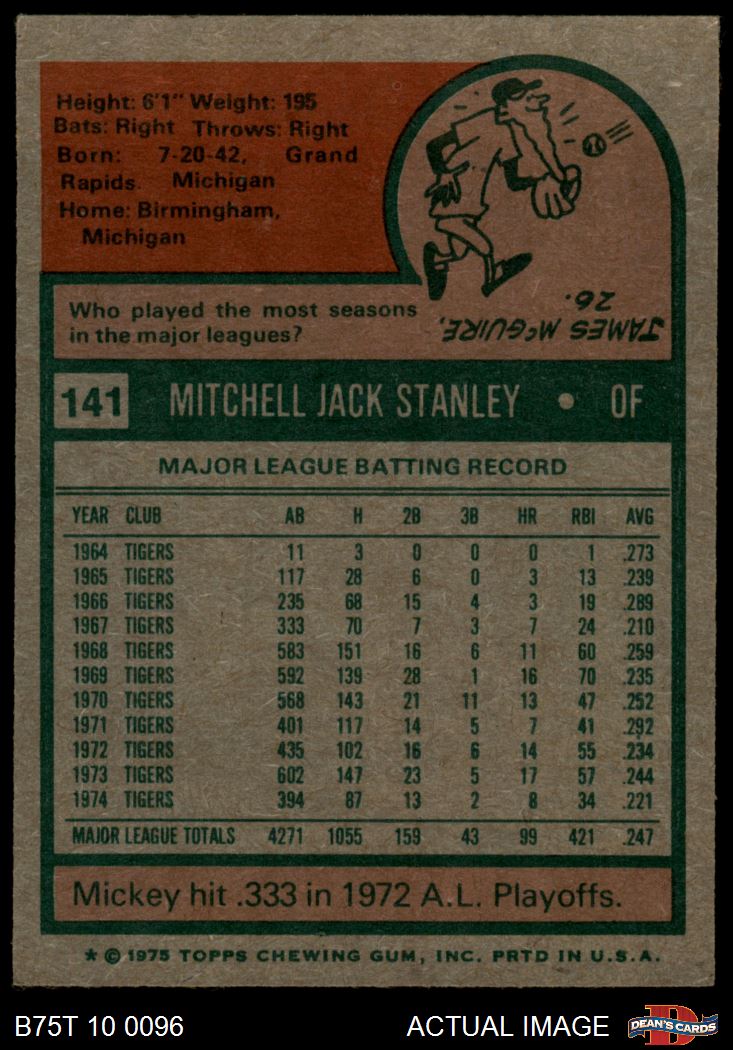 Height: 6'1" Weight: 195
Bats: Right Throws: Right
Born: 7-20-42, Grand
Rapids. Michigan
Home: Birmingham,
Michigan
Who played the most seasons
in the major leagues?
JAMES McGUIRE,
26.
141 MITCHELL JACK STANLEY • OF
MAJOR LEAGUE BATTING RECORD
YEAR CLUB AB H 2B 3B HR RBI AVG
1964 TIGERS 11 3 0 0 0 1 .273
1965 TIGERS 117 28 6 0 3 13 .239
1966 TIGERS 235 68 15 4 3 19 .289
1967 TIGERS 333 70 7 3 7 24 .210
1968 TIGERS 583 151 16 6 11 60 .259
1969 TIGERS 592 139 28 1 16 70 .235
1970 TIGERS 568 143 21 11 13 47 .252
1971 TIGERS 401 117 14 5 7 41 .292
1972 TIGERS 435 102 16 6 14 55 .234
1973 TIGERS 602 147 23 5 17 57 .244
1974 TIGERS 394 87 13 2 8 34 .221
MAJOR LEAGUE TOTALS 4271 1055 159 43 99 421 .247
Mickey hit .333 in 1972 A.L. Playoffs.
* © 1975 TOPPS CHEWING GUM, INC. PRTD IN U.S.A.
B75T 10 0096 ACTUAL IMAGE D DEAN'S CARDS